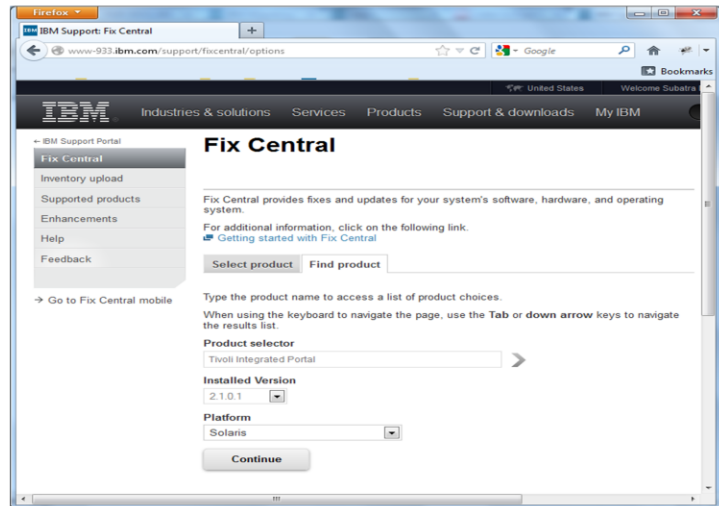 Firefox
IBM Support: Fix Central
www-933.ibm.com/support/fixcentral/options
Google
Bookmarks
United States Welcome Subatra
IBM Industries & solutions Services Products Support & downloads My IBM
← IBM Support Portal
Fix Central
Inventory upload
Supported products
Enhancements
Help
Feedback
→ Go to Fix Central mobile
Fix Central
Fix Central provides fixes and updates for your system's software, hardware, and operating
system.
For additional information, click on the following link.
Getting started with Fix Central
Select product Find product
Type the product name to access a list of product choices.
When using the keyboard to navigate the page, use the Tab or down arrow keys to navigate
the results list.
Product selector
Tivoli Integrated Portal
Installed Version
2.1.0.1
Platform
Solaris
Continue